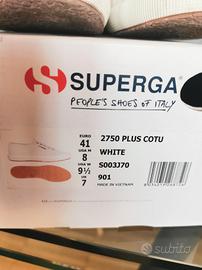 SUPERGA®
PEOPLE'S SHOES OF ITALY
EURO 41
USA M 8
USA W 9½
UK 7
2750 PLUS COTU
WHITE
S003J70
901
MADE IN VIETNAM
subito